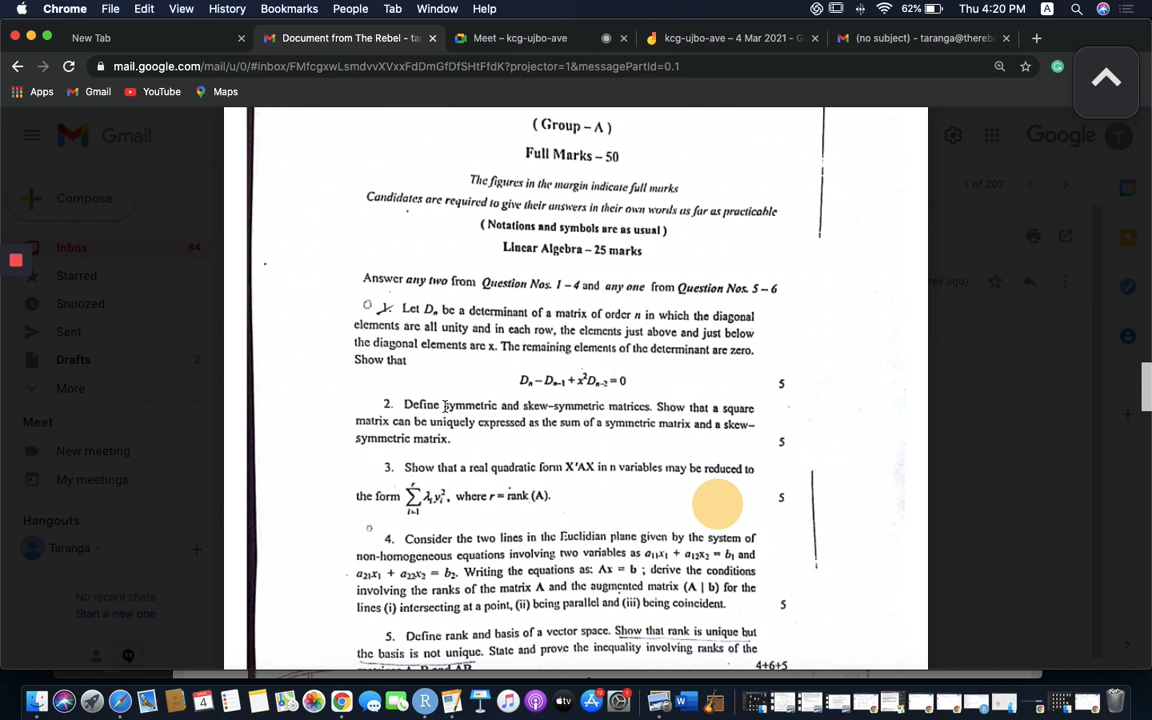 Chrome File Edit View History Bookmarks People Tab Window Help
62% Thu 4:20 PM A
New Tab
Document from The Rebel - tar
Meet – kcg-ujbo-ave
kcg-ujbo-ave – 4 Mar 2021 - G
(no subject) - taranga@thereb
mail.google.com/mail/u/0/#inbox/FMfcgxwLsmdvvXVxxFdDmGfDfSHtFfdK?projector=1&messagePartId=0.1
Apps Gmail YouTube Maps
Gmail
Google T
Compose
1 of 207
Inbox 84
Starred
Snoozed
Sent
Drafts 2
More
Meet
New meeting
My meetings
Hangouts
Taranga
No recent chats
Start a new one
es ago)
( Group – A )
Full Marks – 50
The figures in the margin indicate full marks
Candidates are required to give their answers in their own words as far as practicable
( Notations and symbols are as usual )
Linear Algebra – 25 marks
Answer any two from Question Nos. 1 – 4 and any one from Question Nos. 5 – 6
1. Let Dₙ be a determinant of a matrix of order n in which the diagonal
elements are all unity and in each row, the elements just above and just below
the diagonal elements are x. The remaining elements of the determinant are zero.
Show that
Dₙ – Dₙ₋₁ + x²Dₙ₋₂ = 0 5
2. Define symmetric and skew–symmetric matrices. Show that a square
matrix can be uniquely expressed as the sum of a symmetric matrix and a skew–
symmetric matrix. 5
3. Show that a real quadratic form X′AX in n variables may be reduced to
the form ∑ᵢ₌₁ʳ λᵢyᵢ², where r = rank (A). 5
4. Consider the two lines in the Euclidian plane given by the system of
non-homogeneous equations involving two variables as a₁₁x₁ + a₁₂x₂ = b₁ and
a₂₁x₁ + a₂₂x₂ = b₂. Writing the equations as: Ax = b ; derive the conditions
involving the ranks of the matrix A and the augmented matrix (A | b) for the
lines (i) intersecting at a point, (ii) being parallel and (iii) being coincident. 5
5. Define rank and basis of a vector space. Show that rank is unique but
the basis is not unique. State and prove the inequality involving ranks of the
matrices A, B and AB 4+6+5